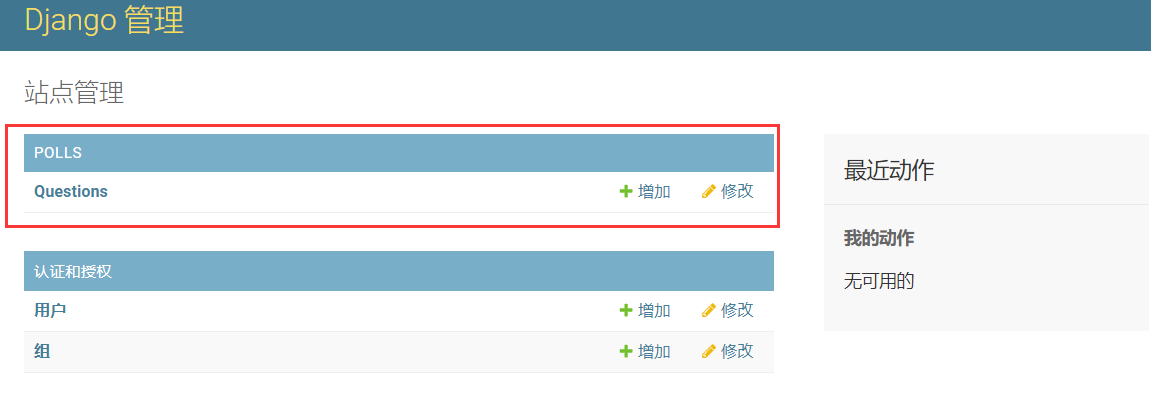 Django 管理
站点管理
POLLS
Questions 增加 修改
认证和授权
用户 增加 修改
组 增加 修改
最近动作
我的动作
无可用的